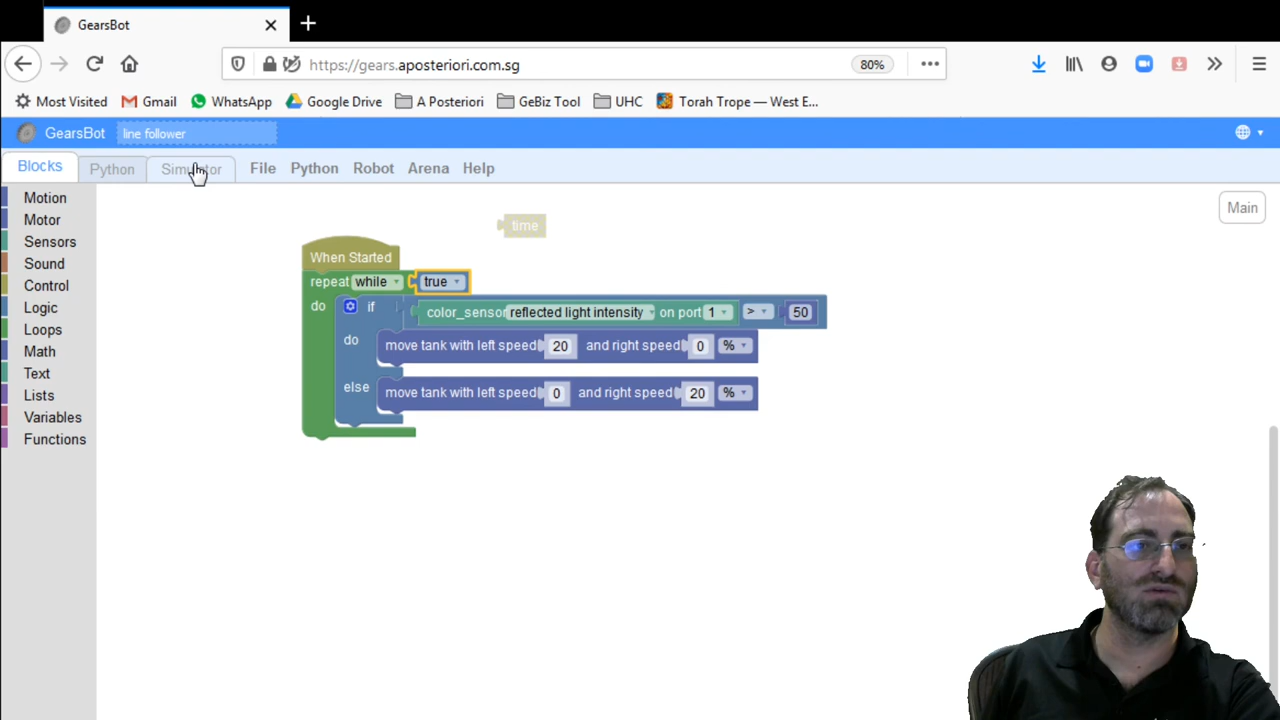 GearsBot
https://gears.aposteriori.com.sg
80%
Most Visited
Gmail
WhatsApp
Google Drive
A Posteriori
GeBiz Tool
UHC
Torah Trope — West E...
GearsBot
line follower
Blocks
Python
Simulator
File
Python
Robot
Arena
Help
Motion
Motor
Sensors
Sound
Control
Logic
Loops
Math
Text
Lists
Variables
Functions
Main
time
When Started
repeat while true
do if color_sensor reflected light intensity on port 1 > 50
do move tank with left speed 20 and right speed 0 %
else move tank with left speed 0 and right speed 20 %